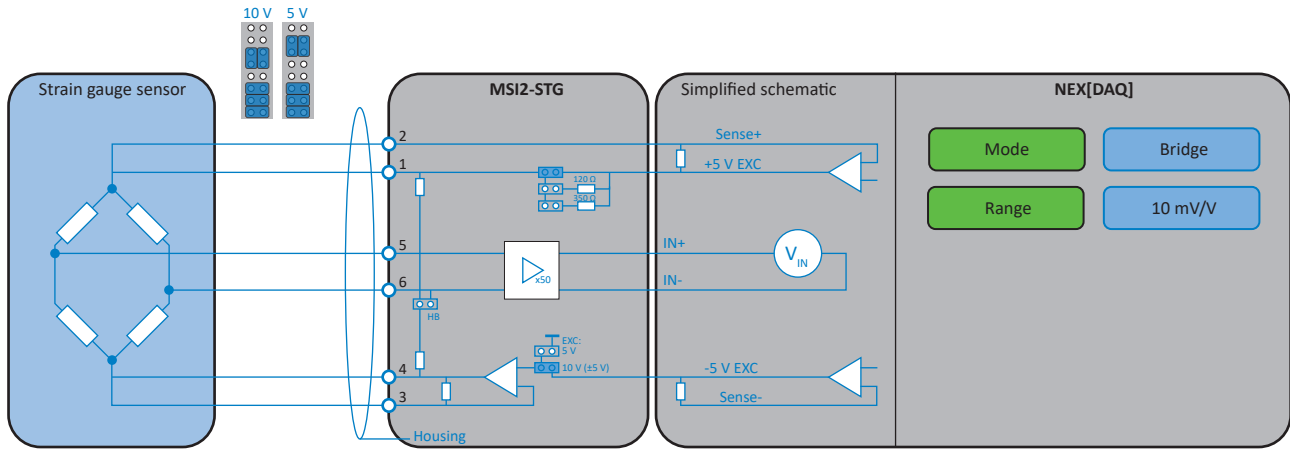 10 V 5 V
Strain gauge sensor
MSI2-STG
Simplified schematic
NEX[DAQ]
2
Sense+
Mode
Bridge
1
+5 V EXC
120 Ω
350 Ω
Range
10 mV/V
5
IN+
V IN
x50
6
IN-
HB
EXC:
5 V
4
10 V (±5 V)
-5 V EXC
3
Sense-
Housing